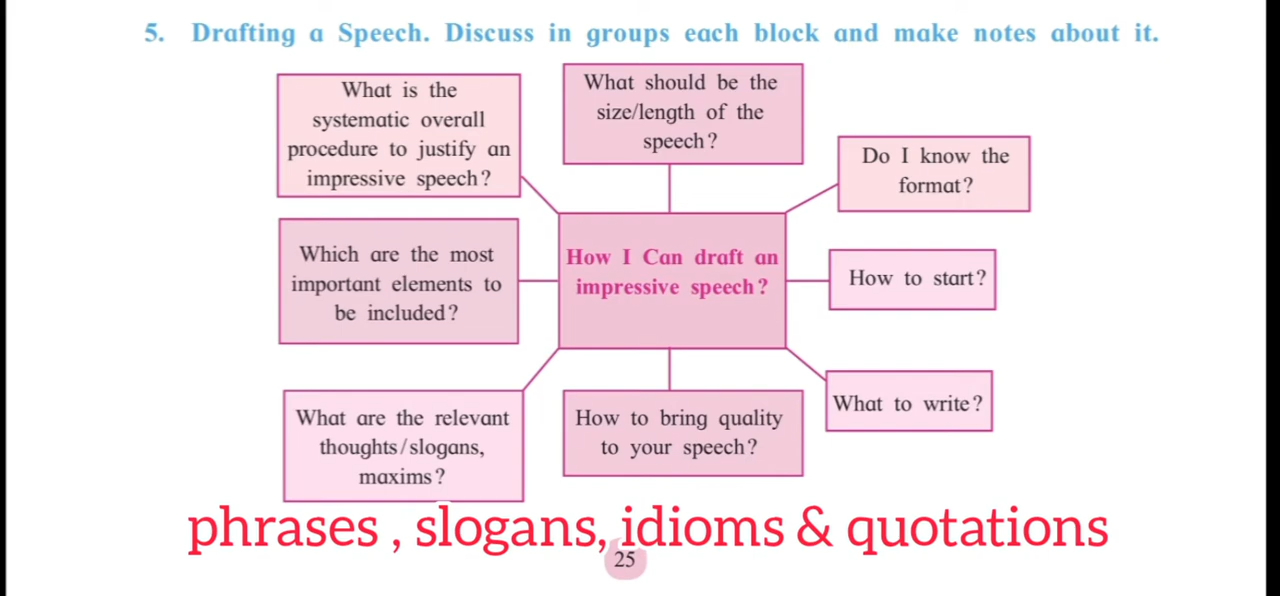 5. Drafting a Speech. Discuss in groups each block and make notes about it.
What is the
systematic overall
procedure to justify an
impressive speech?
What should be the
size/length of the
speech?
Do I know the
format?
Which are the most
important elements to
be included?
How I Can draft an
impressive speech?
How to start?
What are the relevant
thoughts/slogans,
maxims?
How to bring quality
to your speech?
What to write?
phrases , slogans, idioms & quotations
25